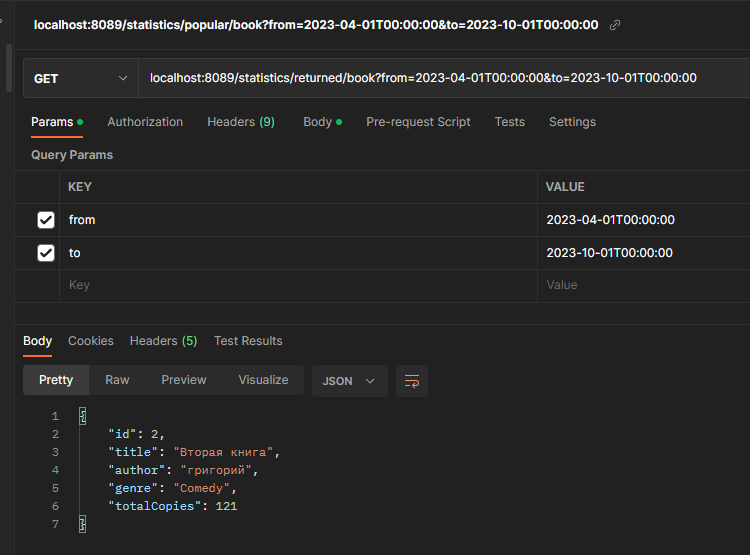 localhost:8089/statistics/popular/book?from=2023-04-01T00:00:00&to=2023-10-01T00:00:00
GET localhost:8089/statistics/returned/book?from=2023-04-01T00:00:00&to=2023-10-01T00:00:00
Params Authorization Headers (9) Body Pre-request Script Tests Settings
Query Params
KEY VALUE
from 2023-04-01T00:00:00
to 2023-10-01T00:00:00
Key Value
Body Cookies Headers (5) Test Results
Pretty Raw Preview Visualize JSON
1 {
2 "id": 2,
3 "title": "Вторая книга",
4 "author": "григорий",
5 "genre": "Comedy",
6 "totalCopies": 121
7 }